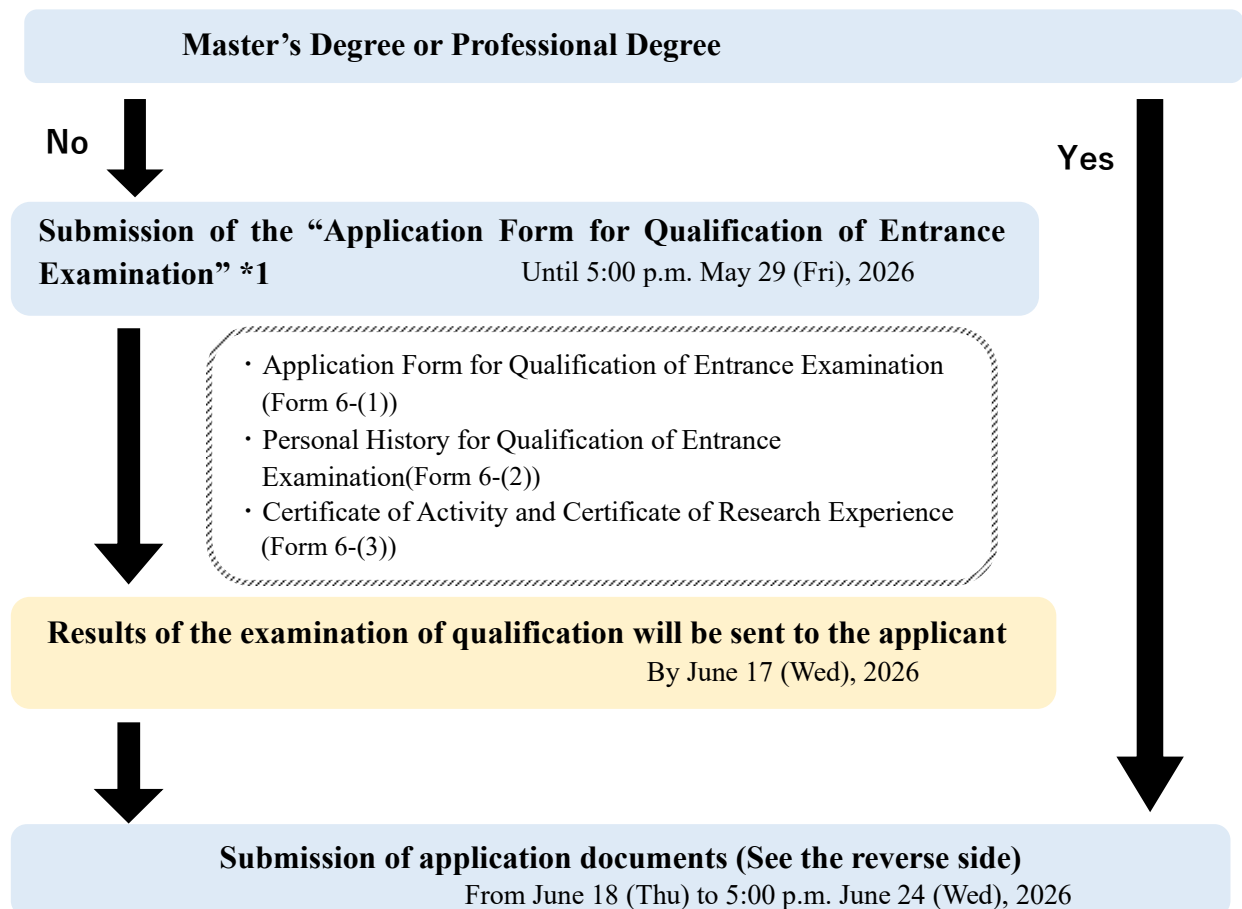 Master’s Degree or Professional Degree
No
Yes
Submission of the “Application Form for Qualification of Entrance
Examination” *1 Until 5:00 p.m. May 29 (Fri), 2026
・Application Form for Qualification of Entrance Examination
(Form 6-(1))
・Personal History for Qualification of Entrance
Examination(Form 6-(2))
・Certificate of Activity and Certificate of Research Experience
(Form 6-(3))
Results of the examination of qualification will be sent to the applicant
By June 17 (Wed), 2026
Submission of application documents (See the reverse side)
From June 18 (Thu) to 5:00 p.m. June 24 (Wed), 2026